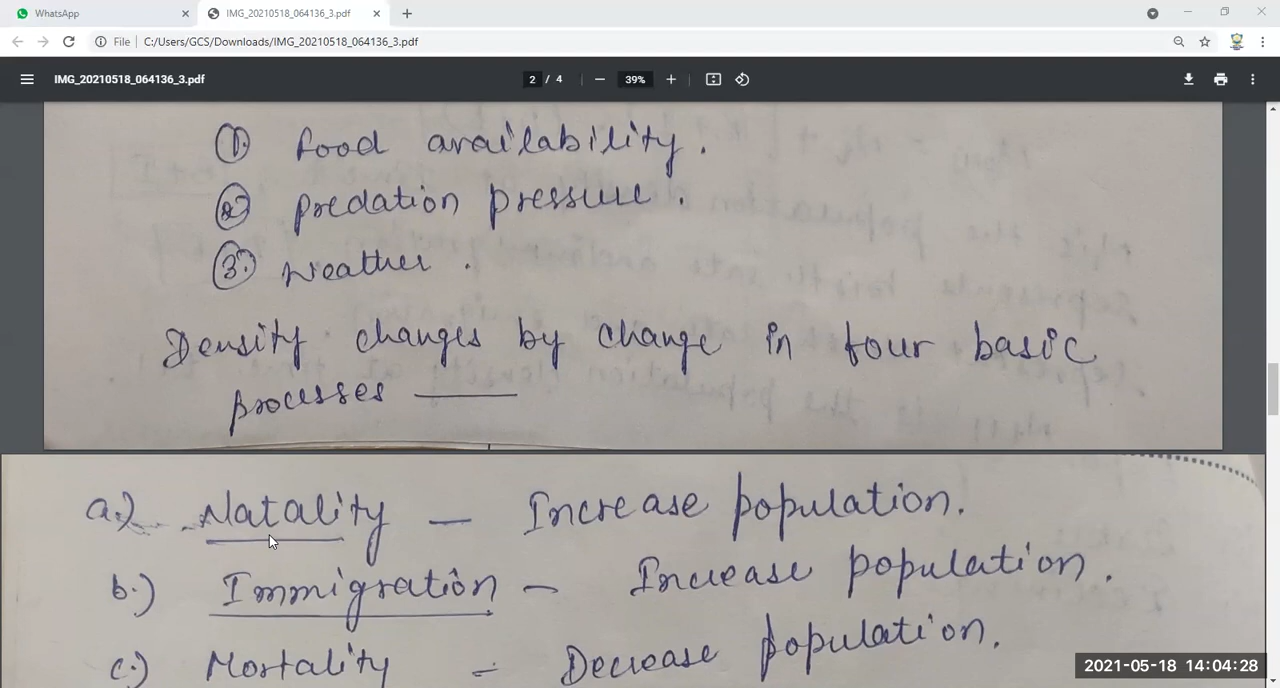 WhatsApp
IMG_20210518_064136_3.pdf
File C:/Users/GCS/Downloads/IMG_20210518_064136_3.pdf
IMG_20210518_064136_3.pdf 2 / 4 39%
1. food availability.
2. predation pressure.
3. weather.
Density changes by change in four basic
processes ——
a.) Natality — Increase population.
b.) Immigration – Increase population.
c.) Mortality – Decrease population.
2021-05-18 14:04:28